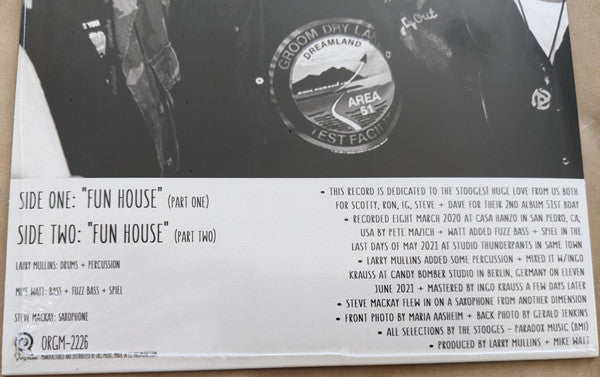 GROOM DRY LA
DREAMLAND
AREA
51
TEST FACILI
Out
SIDE ONE: "FUN HOUSE" (PART ONE)
SIDE TWO: "FUN HOUSE" (PART TWO)
LARRY MULLINS: DRUMS + PERCUSSION
MIKE WATT: BASS + FUZZ BASS + SPIEL
STEVE MACKAY: SAXOPHONE
ORGM-2226
• THIS RECORD IS DEDICATED TO THE STOOGES! HUGE LOVE FROM US BOTH
FOR SCOTTY, RON, IG, STEVE + DAVE FOR THEIR 2ND ALBUM 51ST BDAY
• RECORDED EIGHT MARCH 2020 AT CASA HANZO IN SAN PEDRO, CA,
USA BY PETE MAZICH + WATT ADDED FUZZ BASS + SPIEL IN THE
LAST DAYS OF MAY 2021 AT STUDIO THUNDERPANTS IN SAME TOWN
• LARRY MULLINS ADDED SOME PERCUSSION + MIXED IT W/INGO
KRAUSS AT CANDY BOMBER STUDIO IN BERLIN, GERMANY ON ELEVEN
JUNE 2021 + MASTERED BY INGO KRAUSS A FEW DAYS LATER
• STEVE MACKAY FLEW IN ON A SAXOPHONE FROM ANOTHER DIMENSION
• FRONT PHOTO BY MARIA AASHEIM + BACK PHOTO BY GERALD JENKINS
• ALL SELECTIONS BY THE STOOGES - PARADOX MUSIC (BMI)
• PRODUCED BY LARRY MULLINS + MIKE WATT